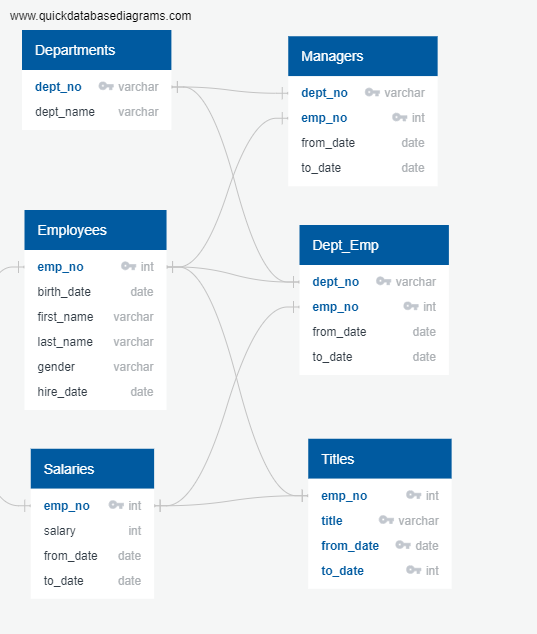 www.quickdatabasediagrams.com
Departments
dept_no varchar
dept_name varchar
Managers
dept_no varchar
emp_no int
from_date date
to_date date
Employees
emp_no int
birth_date date
first_name varchar
last_name varchar
gender varchar
hire_date date
Dept_Emp
dept_no varchar
emp_no int
from_date date
to_date date
Salaries
emp_no int
salary int
from_date date
to_date date
Titles
emp_no int
title varchar
from_date date
to_date int